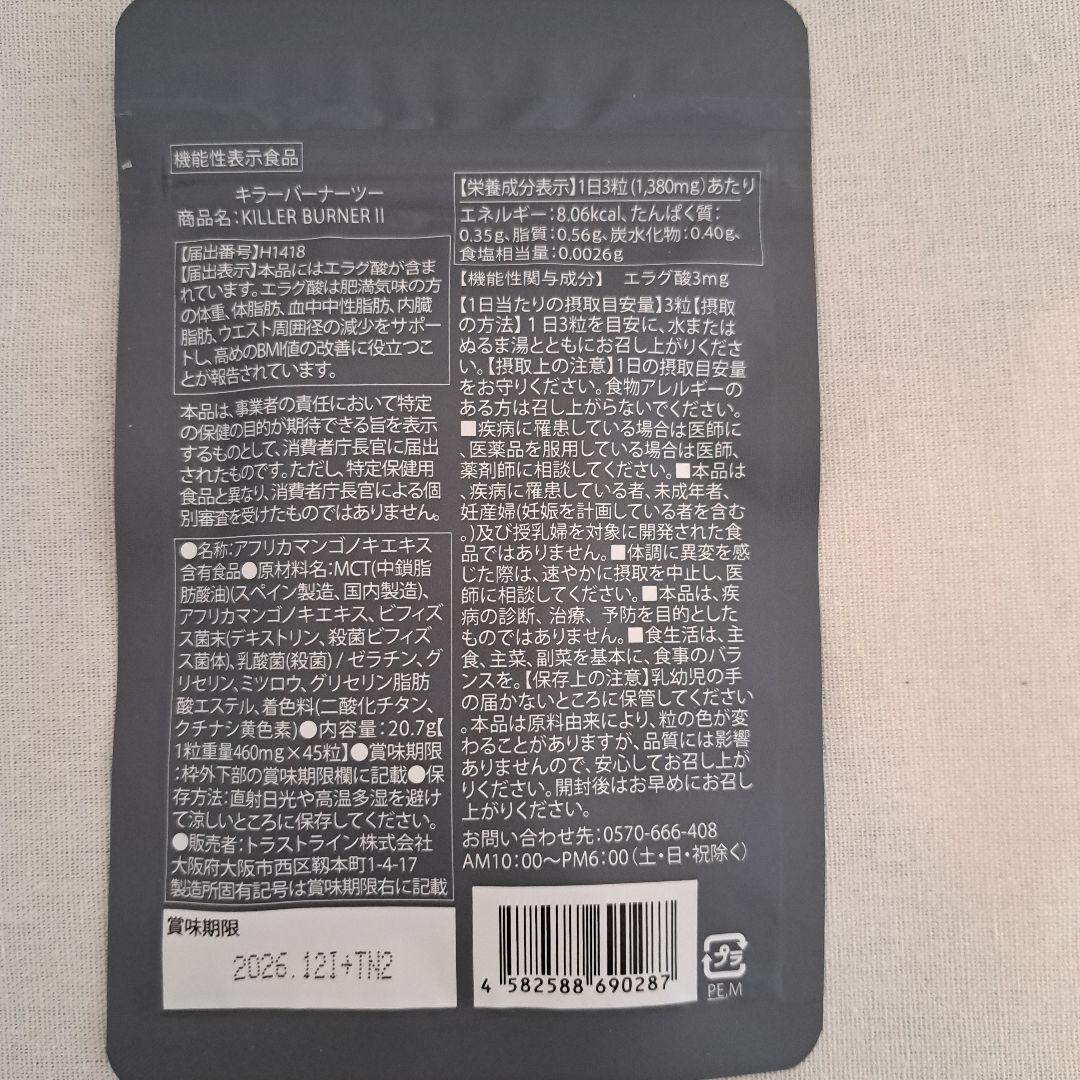 機能性表示食品
キラーバーナーツー
商品名:KILLER BURNER II
【届出番号】H1418
【届出表示】本品にはエラグ酸が含ま
れています。エラグ酸は肥満気味の方
の体重、体脂肪、血中中性脂肪、内臓
脂肪、ウエスト周囲径の減少をサポー
トし、高めのBMI値の改善に役立つこ
とが報告されています。
本品は、事業者の責任において特定
の保健の目的が期待できる旨を表示
するものとして、消費者庁長官に届出
されたものです。ただし、特定保健用
食品と異なり、消費者庁長官による個
別審査を受けたものではありません。
●名称:アフリカマンゴノキエキス
含有食品●原材料名:MCT(中鎖脂
肪酸油)(スペイン製造、国内製造)、
アフリカマンゴノキエキス、ビフィズ
ス菌末(デキストリン、殺菌ビフィズ
ス菌体)、乳酸菌(殺菌) / ゼラチン、グ
リセリン、ミツロウ、グリセリン脂肪
酸エステル、着色料(二酸化チタン、
クチナシ黄色素)●内容量:20.7g【
1粒重量460mg×45粒】●賞味期限
:枠外下部の賞味期限欄に記載●保
存方法:直射日光や高温多湿を避け
て涼しいところに保存してください。
●販売者:トラストライン株式会社
大阪府大阪市西区靱本町1-4-17
製造所固有記号は賞味期限右に記載
賞味期限
2026.12I+TN2
【栄養成分表示】1日3粒(1,380mg)あたり
エネルギー:8.06kcal、たんぱく質:
0.35g、脂質:0.56g、炭水化物:0.40g、
食塩相当量:0.0026g
【機能性関与成分】 エラグ酸3mg
【1日当たりの摂取目安量】3粒【摂取
の方法】1日3粒を目安に、水または
ぬるま湯とともにお召し上がりくださ
い。【摂取上の注意】1日の摂取目安量
をお守りください。食物アレルギーの
ある方は召し上がらないでください。
■疾病に罹患している場合は医師に
、医薬品を服用している場合は医師、
薬剤師に相談してください。■本品は
、疾病に罹患している者、未成年者、
妊産婦(妊娠を計画している者を含む
。)及び授乳婦を対象に開発された食
品ではありません。■体調に異変を感
じた際は、速やかに摂取を中止し、医
師に相談してください。■本品は、疾
病の診断、治療、予防を目的とした
ものではありません。■食生活は、主
食、主菜、副菜を基本に、食事のバラ
ンスを。【保存上の注意】乳幼児の手
の届かないところに保管してください
。本品は原料由来により、粒の色が変
わることがありますが、品質には影響
ありませんので、安心してお召し上が
りください。開封後はお早めにお召し
上がりください。
お問い合わせ先:0570-666-408
AM10:00〜PM6:00(土・日・祝除く)
4 582588 690287
プラ
PE,M